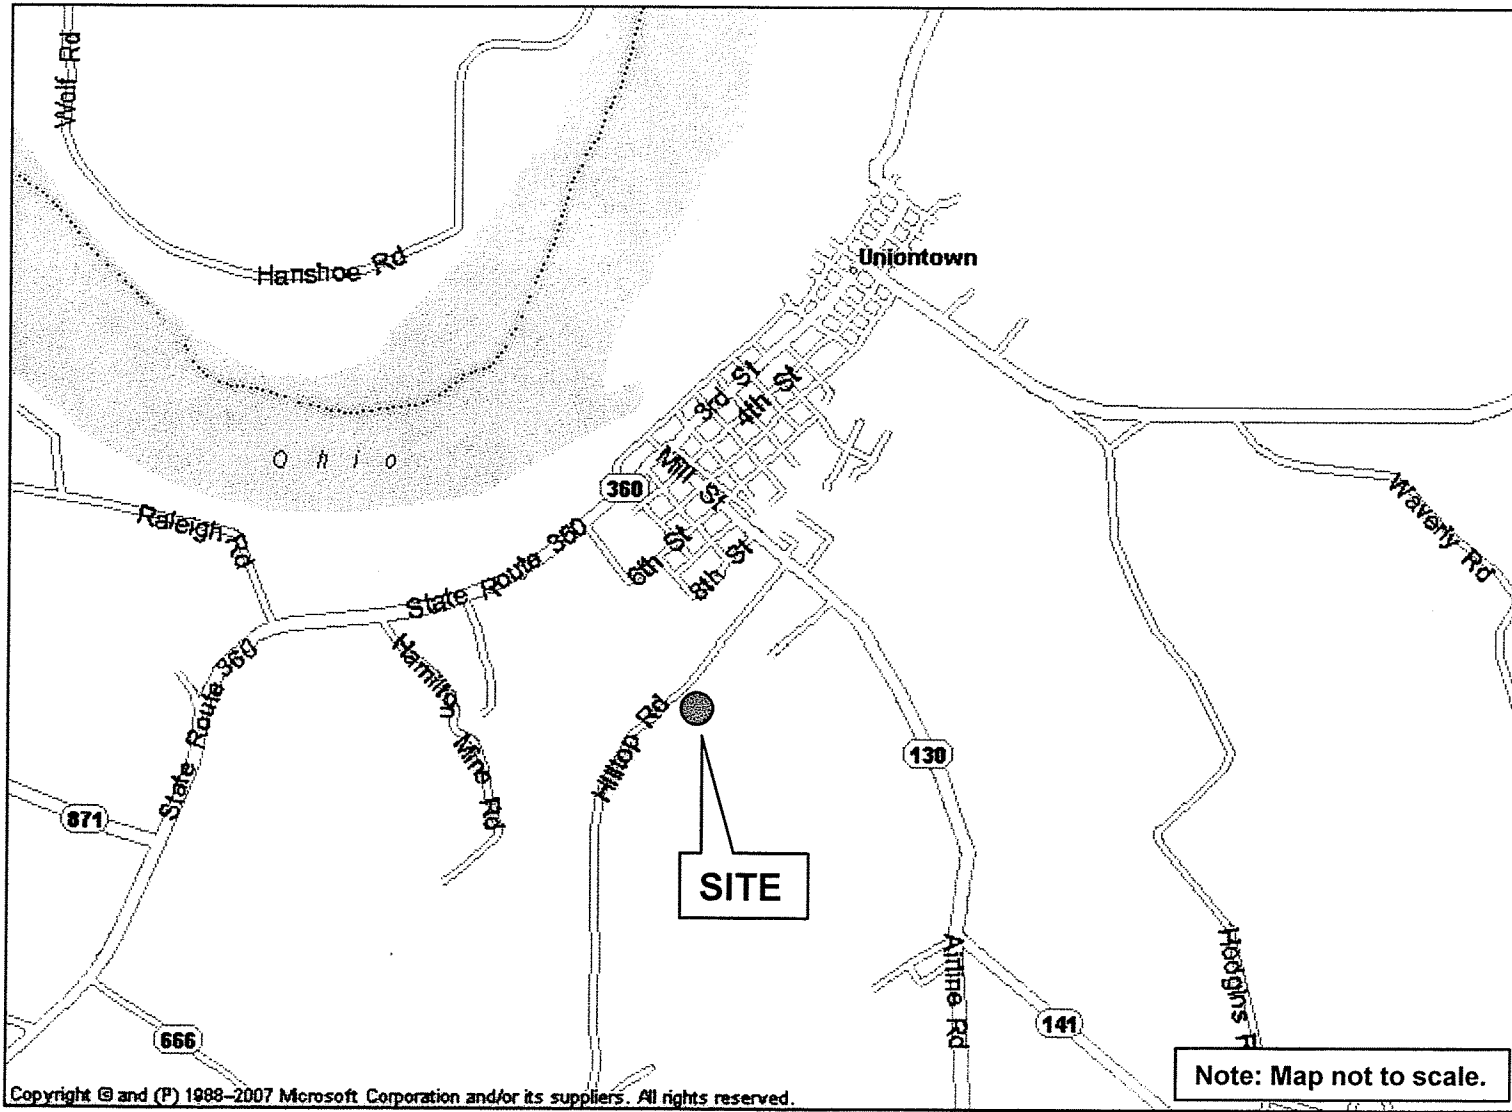 Wolf Rd
Hanshoe Rd
Uniontown
3rd St
4th St
Ohio
Mill St
360
Raleigh Rd
State Route 360
6th St
8th St
Waverly Rd
State Route 360
Hamilton Mine Rd
Hilltop Rd
130
871
SITE
Airline Rd
Hodgins R
141
666
Note: Map not to scale.
Copyright © and (P) 1988–2007 Microsoft Corporation and/or its suppliers. All rights reserved.